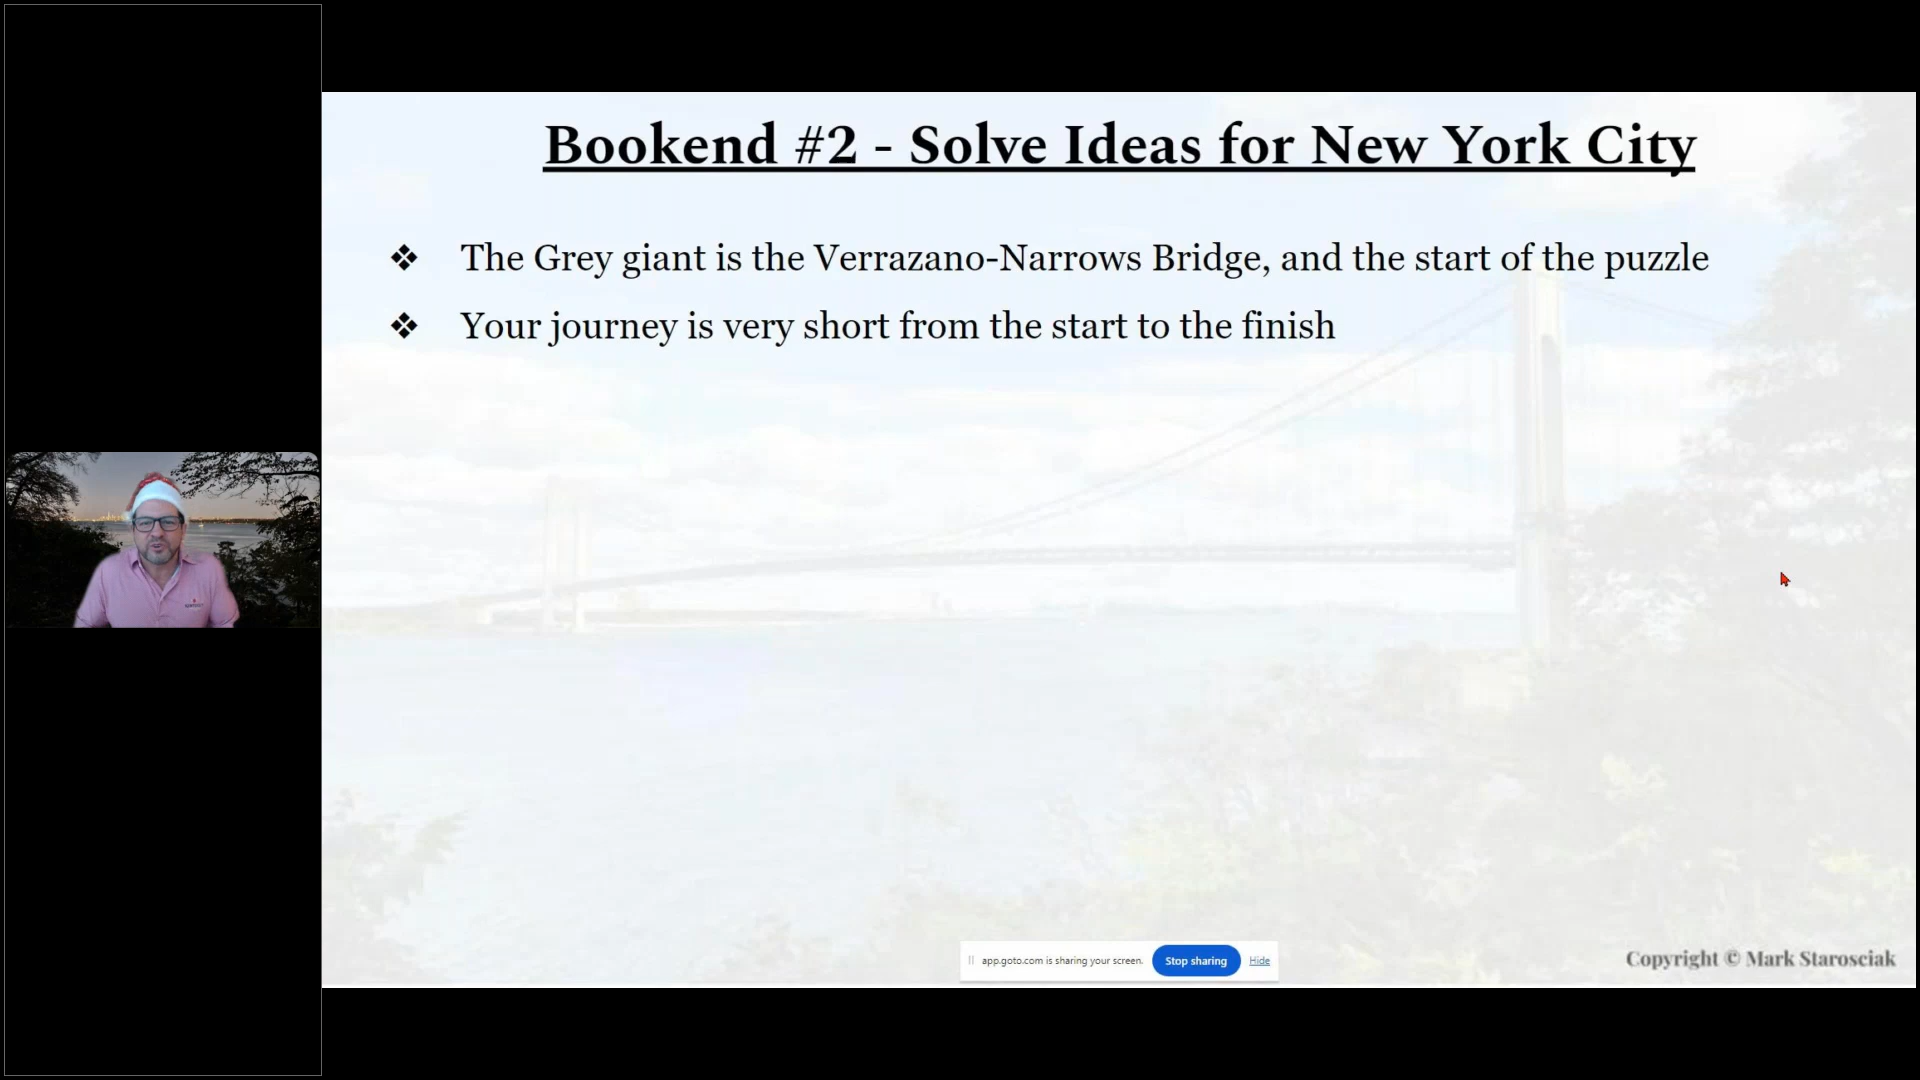 Bookend #2 - Solve Ideas for New York City
❖ The Grey giant is the Verrazano-Narrows Bridge, and the start of the puzzle
❖ Your journey is very short from the start to the finish
app.goto.com is sharing your screen. Stop sharing Hide
Copyright © Mark Starosciak